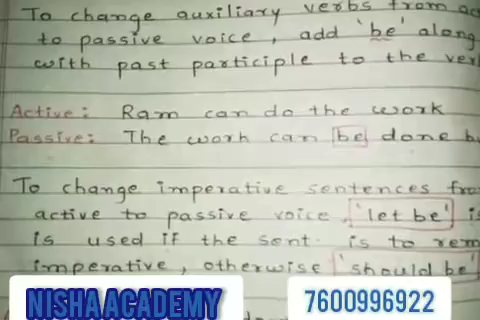 To change auxiliary verbs from
to passive voice, add 'be' along
with past participle to the
Active: Ram can do the work
Passive: The work can be done
To change imperative sentences
active to passive voice, 'let be'
is used if the sent. is to
imperative, otherwise 'should be'
NISHA ACADEMY
7600996922